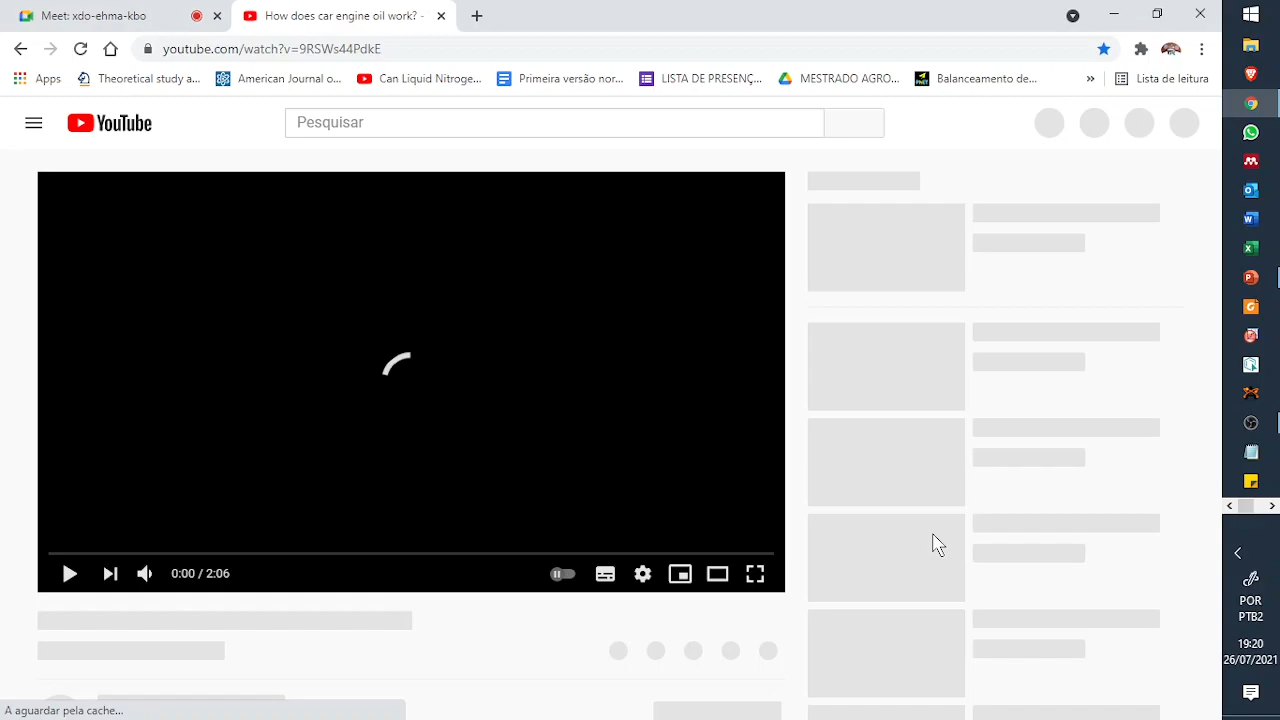 Meet: xdo-ehma-kbo
How does car engine oil work? -
youtube.com/watch?v=9RSWs44PdkE
Apps
Theoretical study a...
American Journal o...
Can Liquid Nitroge...
Primeira versão nor...
LISTA DE PRESENÇ...
MESTRADO AGRO...
Balanceamento de...
»
Lista de leitura
YouTube
Pesquisar
0:00 / 2:06
A aguardar pela cache...
POR
PTB2
19:20
26/07/2021